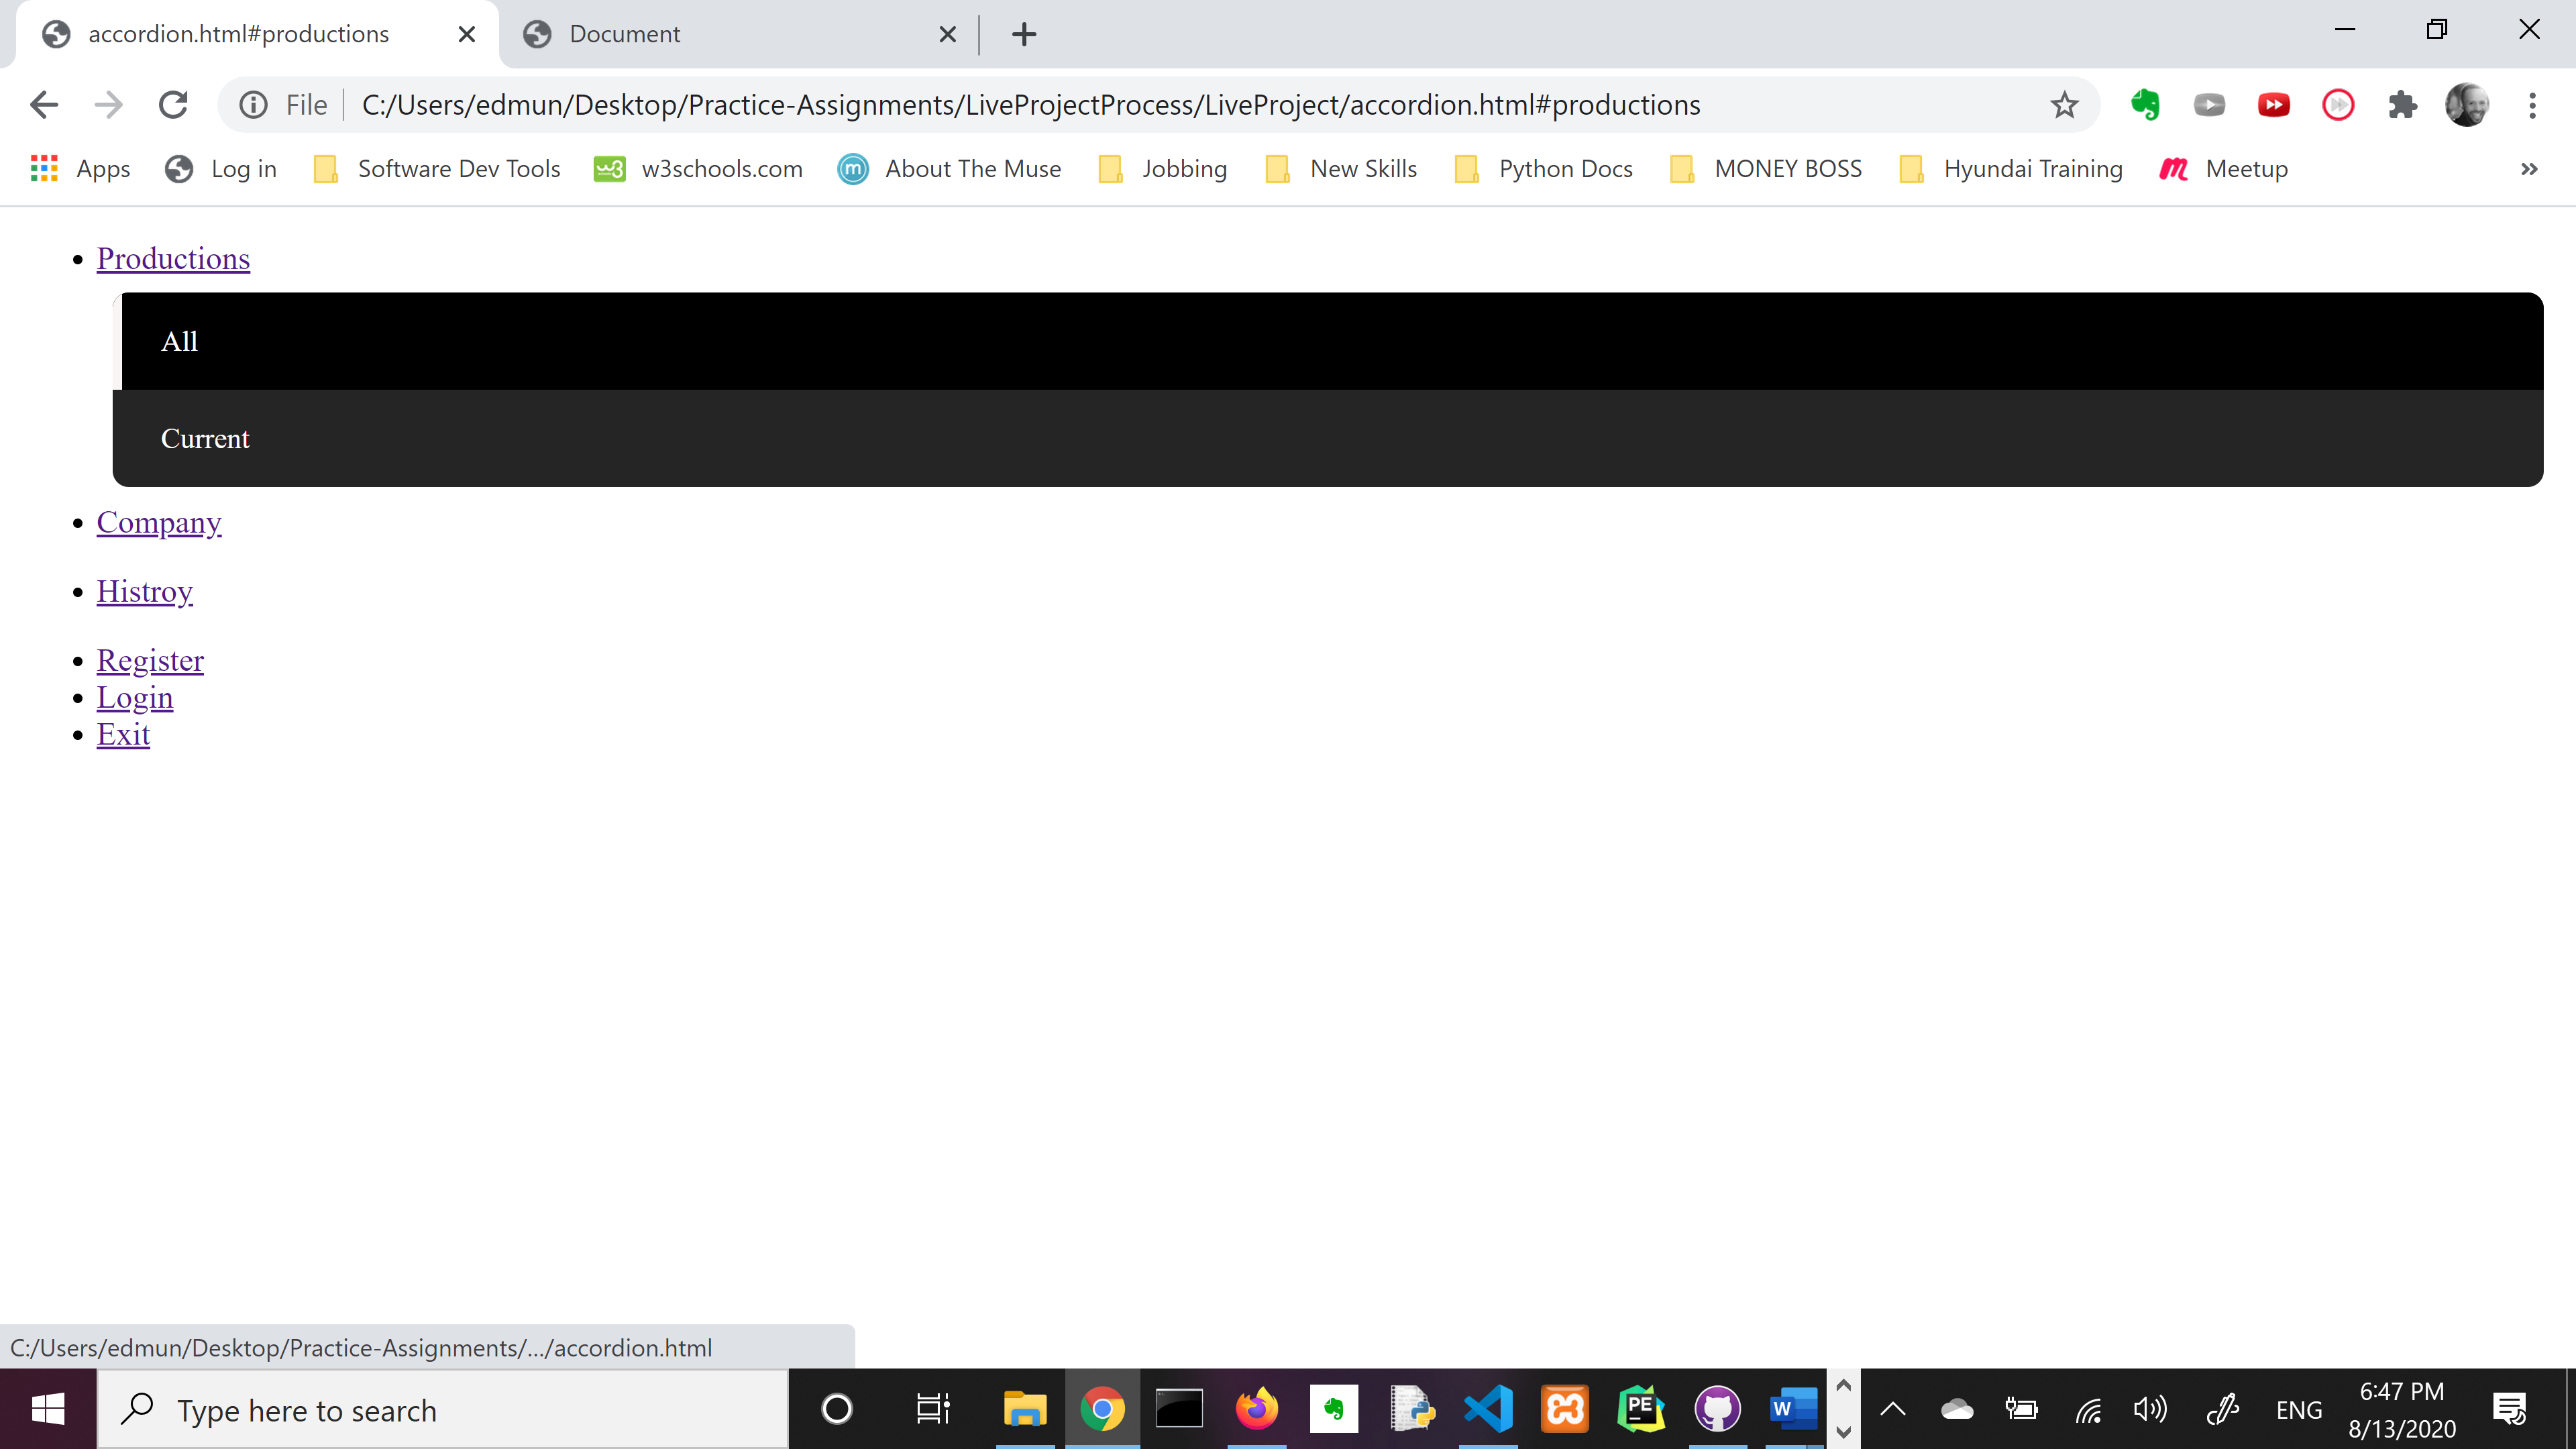 accordion.html#productions
Document
File C:/Users/edmun/Desktop/Practice-Assignments/LiveProjectProcess/LiveProject/accordion.html#productions
Apps Log in Software Dev Tools w3schools.com About The Muse Jobbing New Skills Python Docs MONEY BOSS Hyundai Training Meetup »
Productions
All
Current
Company
Histroy
Register
Login
Exit
C:/Users/edmun/Desktop/Practice-Assignments/.../accordion.html
Type here to search
ENG
6:47 PM
8/13/2020